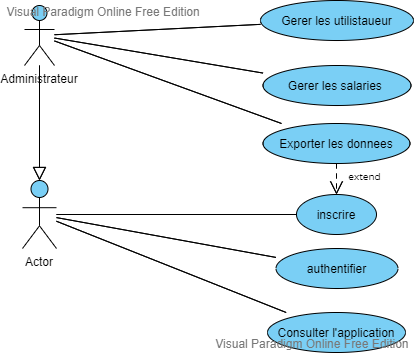 Visual Paradigm Online Free Edition
Gerer les utilistaueur
Administrateur
Gerer les salaries
Exporter les donnees
extend
inscrire
Actor
authentifier
Consulter l'application
Visual Paradigm Online Free Edition